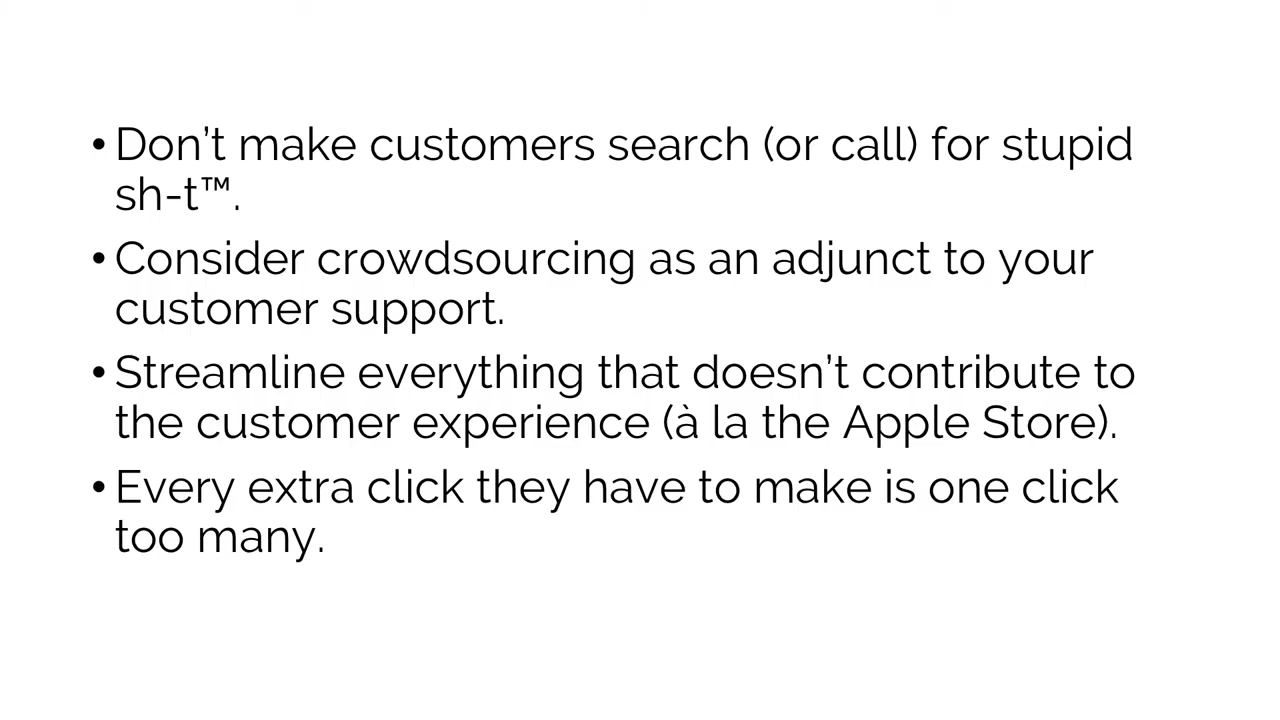 • Don’t make customers search (or call) for stupid
sh-t™.
• Consider crowdsourcing as an adjunct to your
customer support.
• Streamline everything that doesn’t contribute to
the customer experience (à la the Apple Store).
• Every extra click they have to make is one click
too many.